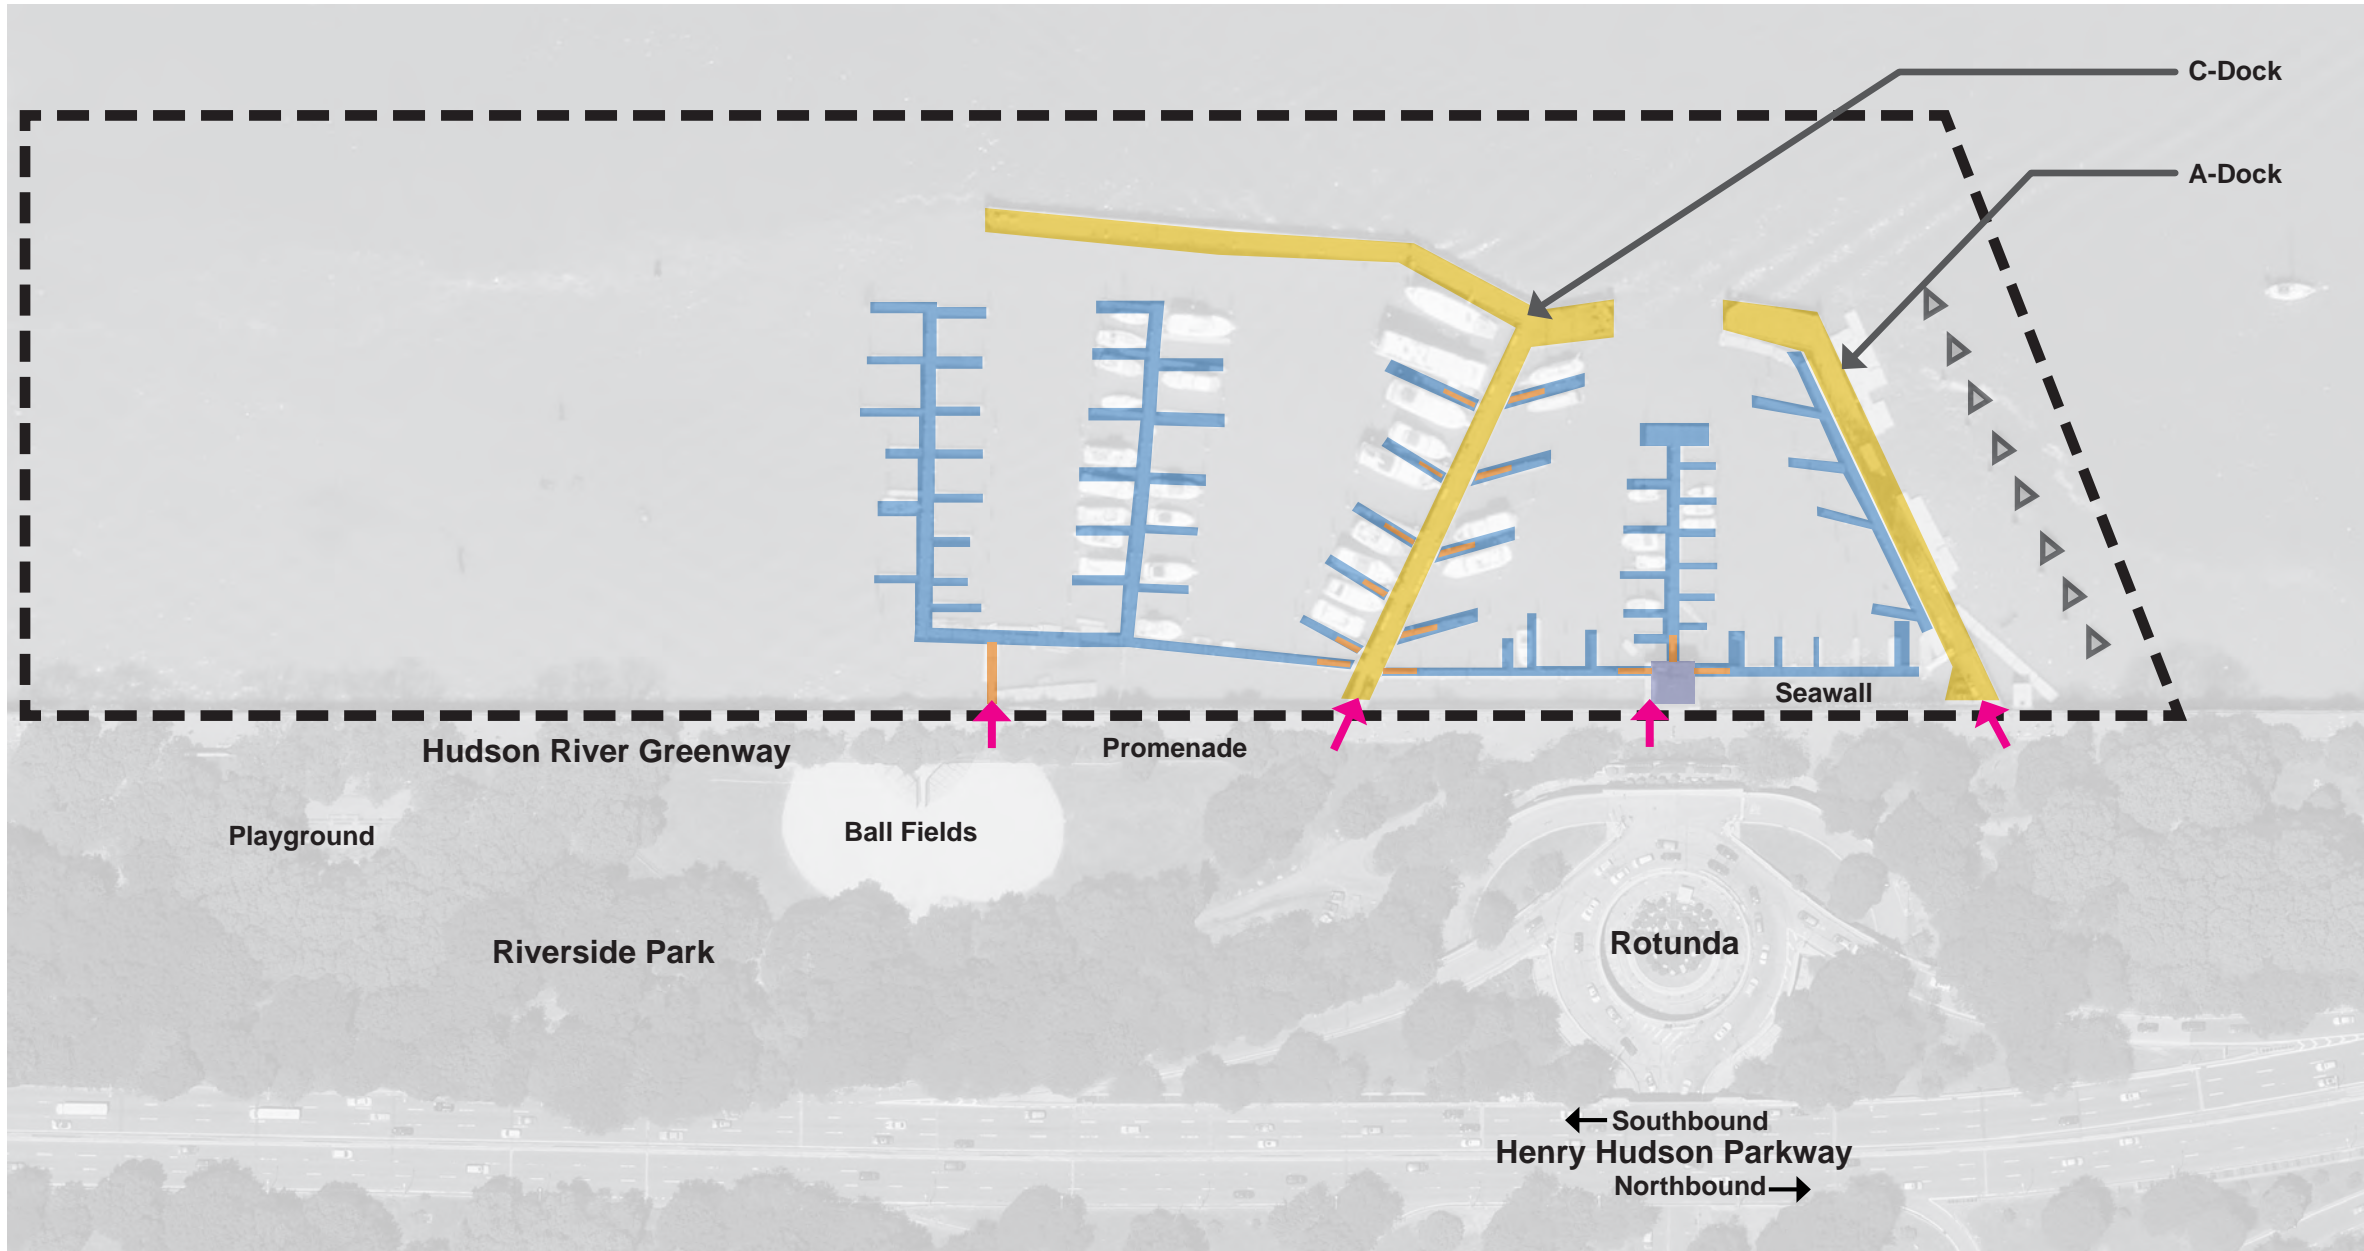 C-Dock
A-Dock
Seawall
Hudson River Greenway
Promenade
Playground
Ball Fields
Riverside Park
Rotunda
Southbound
Henry Hudson Parkway
Northbound